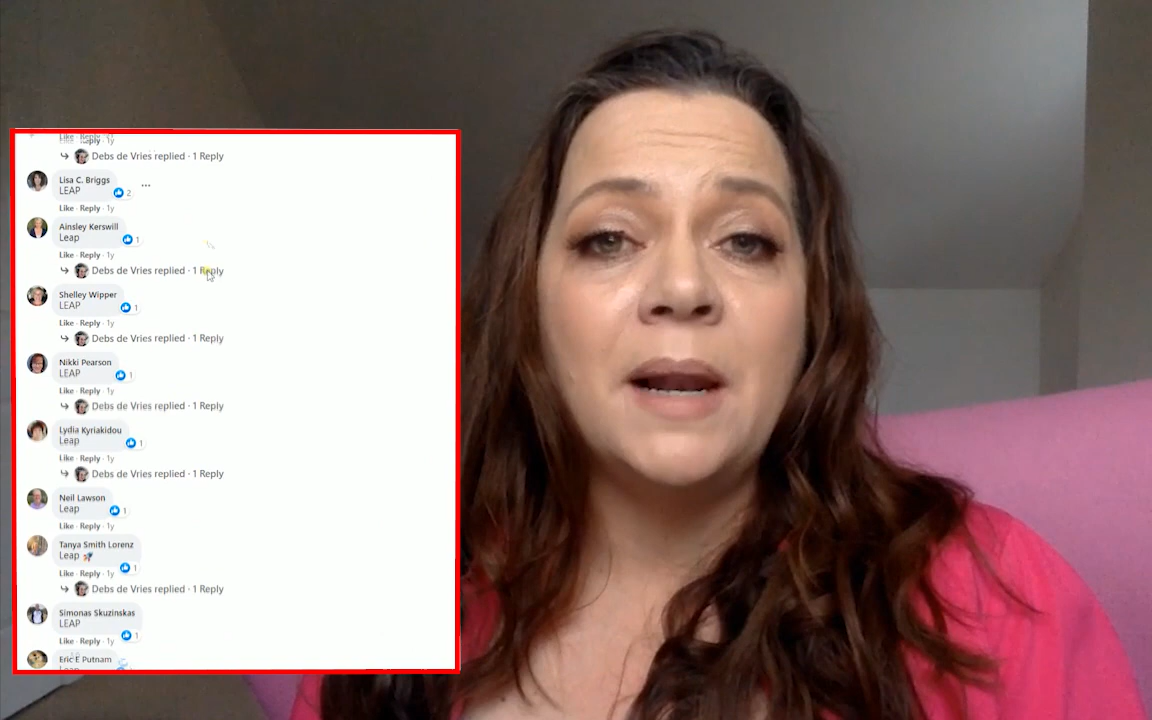 Like · Reply · 1y
Debs de Vries replied · 1 Reply
Lisa C. Briggs
LEAP
2
Like · Reply · 1y
Ainsley Kerswill
Leap
1
Like · Reply · 1y
Debs de Vries replied · 1 Reply
Shelley Wipper
LEAP
1
Like · Reply · 1y
Debs de Vries replied · 1 Reply
Nikki Pearson
LEAP
1
Like · Reply · 1y
Debs de Vries replied · 1 Reply
Lydia Kyriakidou
Leap
1
Like · Reply · 1y
Debs de Vries replied · 1 Reply
Neil Lawson
Leap
1
Like · Reply · 1y
Tanya Smith Lorenz
Leap 🚀
1
Like · Reply · 1y
Debs de Vries replied · 1 Reply
Simonas Skuzinskas
LEAP
1
Like · Reply · 1y
Eric E Putnam